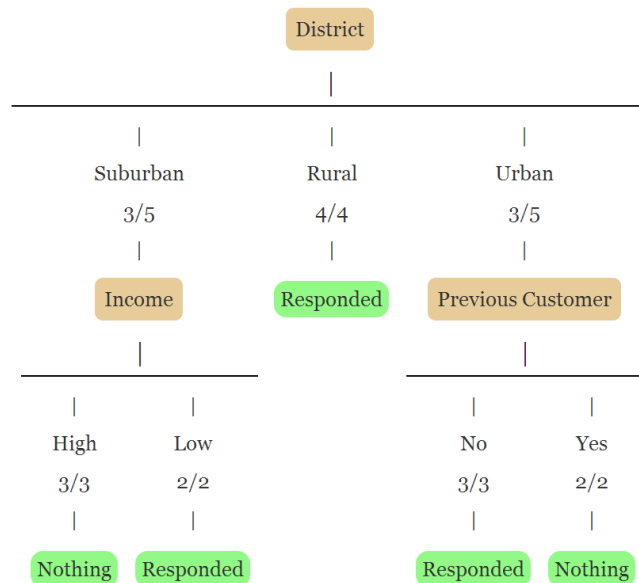 District
Suburban Rural Urban
3/5 4/4 3/5
Income Responded Previous Customer
High Low No Yes
3/3 2/2 3/3 2/2
Nothing Responded Responded Nothing